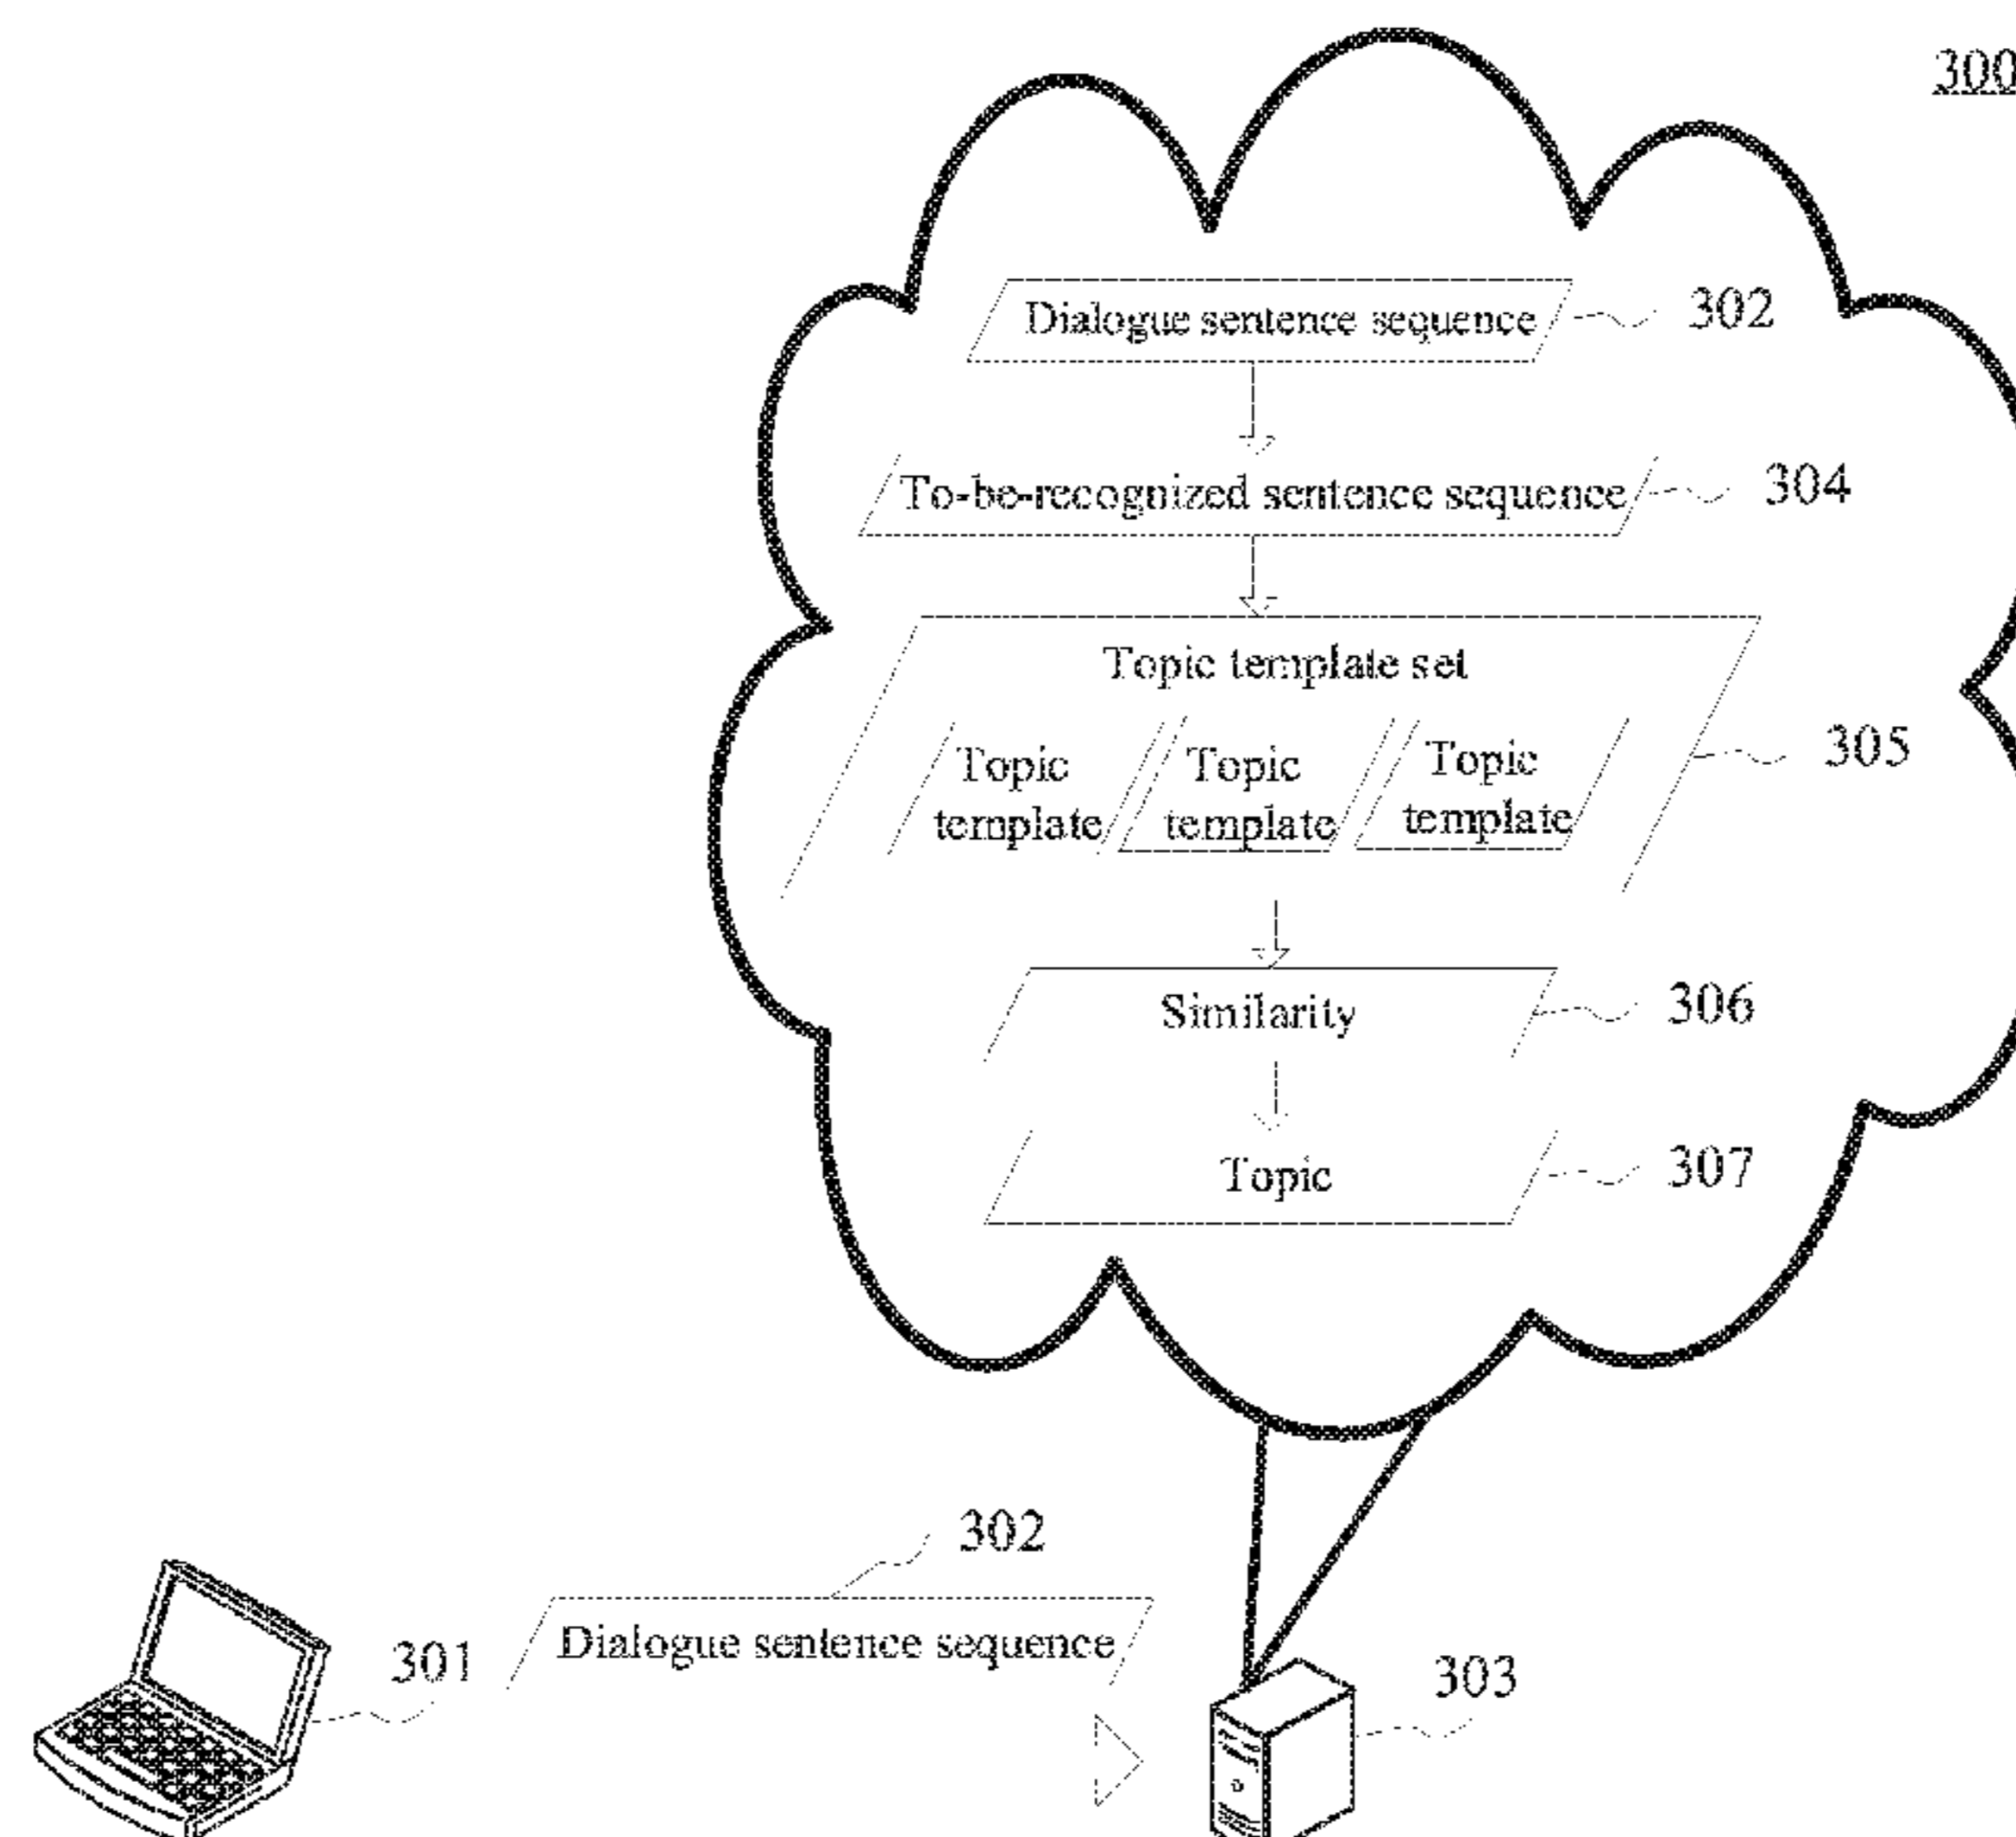 300
Dialogue sentence sequence 302
To-be-recognized sentence sequence 304
Topic template set
Topic Topic Topic 305
template template template
Similarity 306
Topic 307
302
Dialogue sentence sequence
301
303